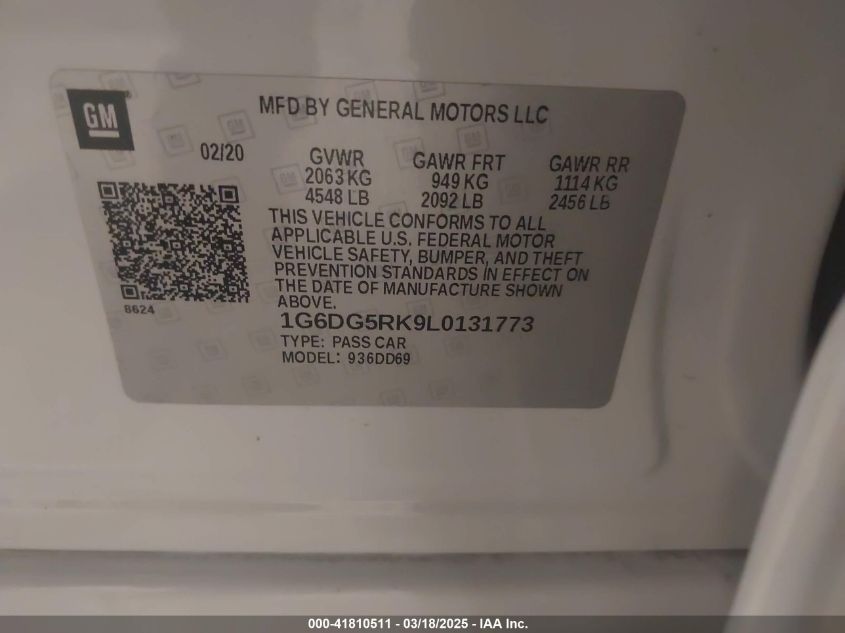 GM
MFD BY GENERAL MOTORS LLC
02/20
GVWR
2063 KG
4548 LB
GAWR FRT
949 KG
2092 LB
GAWR RR
1114 KG
2456 LB
THIS VEHICLE CONFORMS TO ALL
APPLICABLE U.S. FEDERAL MOTOR
VEHICLE SAFETY, BUMPER, AND THEFT
PREVENTION STANDARDS IN EFFECT ON
THE DATE OF MANUFACTURE SHOWN
ABOVE.
8624
1G6DG5RK9L0131773
TYPE: PASS CAR
MODEL: 936DD69
000-41810511 - 03/18/2025 - IAA Inc.